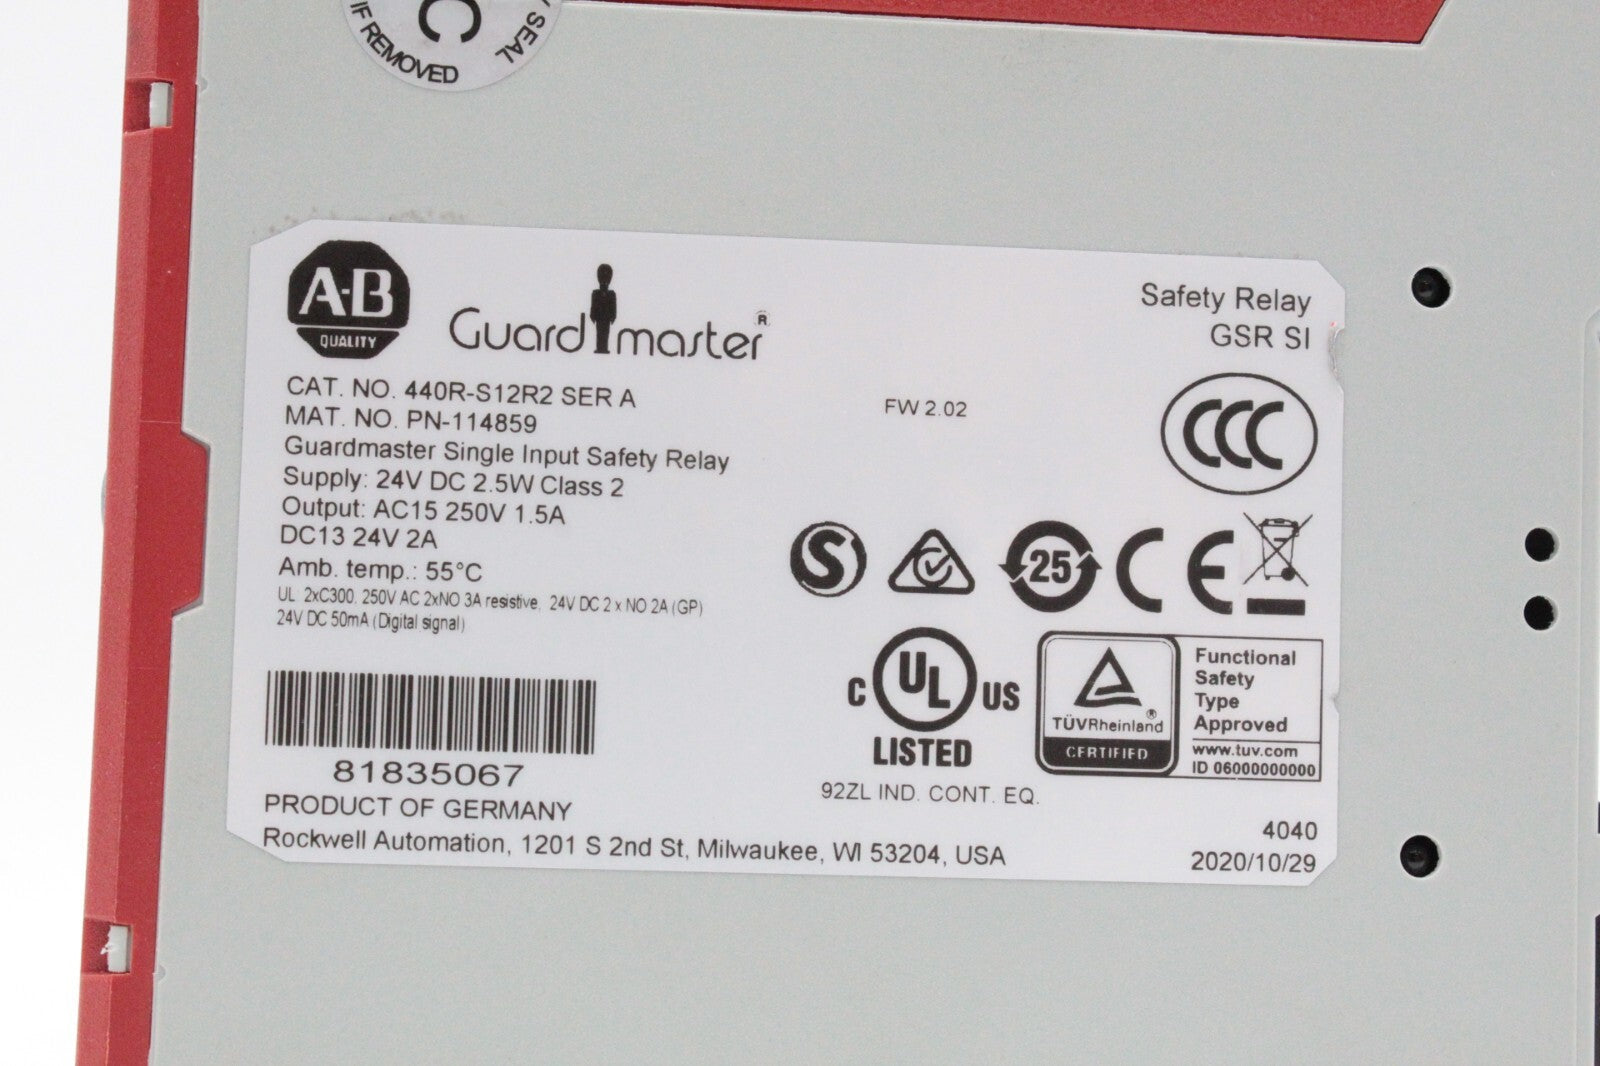 C
IF REMOVED
SEAL
A-B
QUALITY
Guardmaster®
Safety Relay
GSR SI
CAT. NO. 440R-S12R2 SER A
MAT. NO. PN-114859
FW 2.02
Guardmaster Single Input Safety Relay
Supply: 24V DC 2.5W Class 2
Output: AC15 250V 1.5A
DC13 24V 2A
Amb. temp.: 55°C
UL 2xC300, 250V AC 2xNO 3A resistive, 24V DC 2 x NO 2A (GP)
24V DC 50mA (Digital signal)
CCC
S
25
CE
C UL US
LISTED
92ZL IND. CONT. EQ.
TÜVRheinland®
CERTIFIED
Functional
Safety
Type
Approved
www.tuv.com
ID 06000000000
81835067
PRODUCT OF GERMANY
Rockwell Automation, 1201 S 2nd St, Milwaukee, WI 53204, USA
4040
2020/10/29